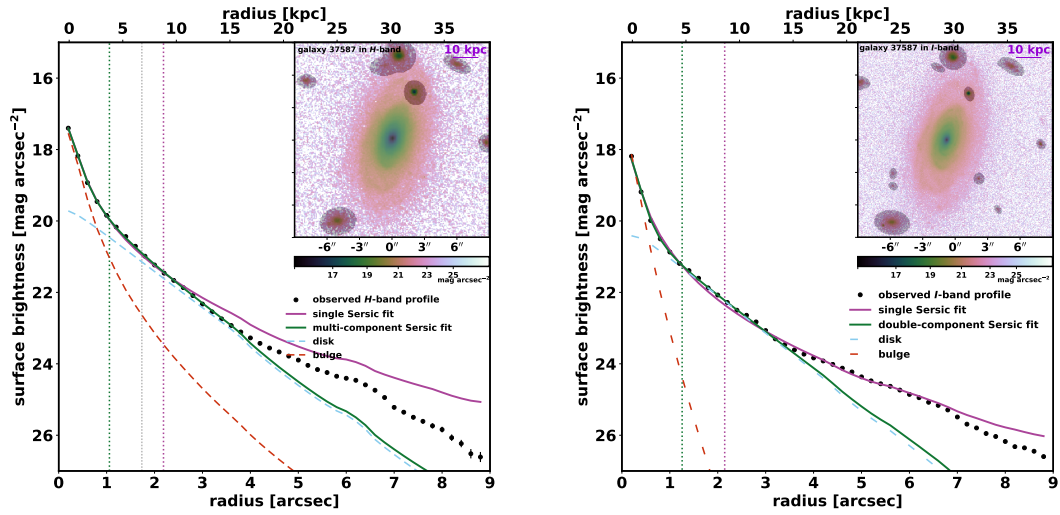 radius [kpc]
0 5 10 15 20 25 30 35
surface brightness [mag arcsec−2]
16
18
20
22
24
26
galaxy 37587 in H-band
10 kpc
-6′′ -3′′ 0′′ 3′′ 6′′
17 19 21 23 25
mag arcsec−2
observed H-band profile
single Sersic fit
multi-component Sersic fit
disk
bulge
0 1 2 3 4 5 6 7 8 9
radius [arcsec]
radius [kpc]
0 5 10 15 20 25 30 35
surface brightness [mag arcsec−2]
16
18
20
22
24
26
galaxy 37587 in I-band
10 kpc
-6′′ -3′′ 0′′ 3′′ 6′′
17 19 21 23 25
mag arcsec−2
observed I-band profile
single Sersic fit
double-component Sersic fit
disk
bulge
0 1 2 3 4 5 6 7 8 9
radius [arcsec]